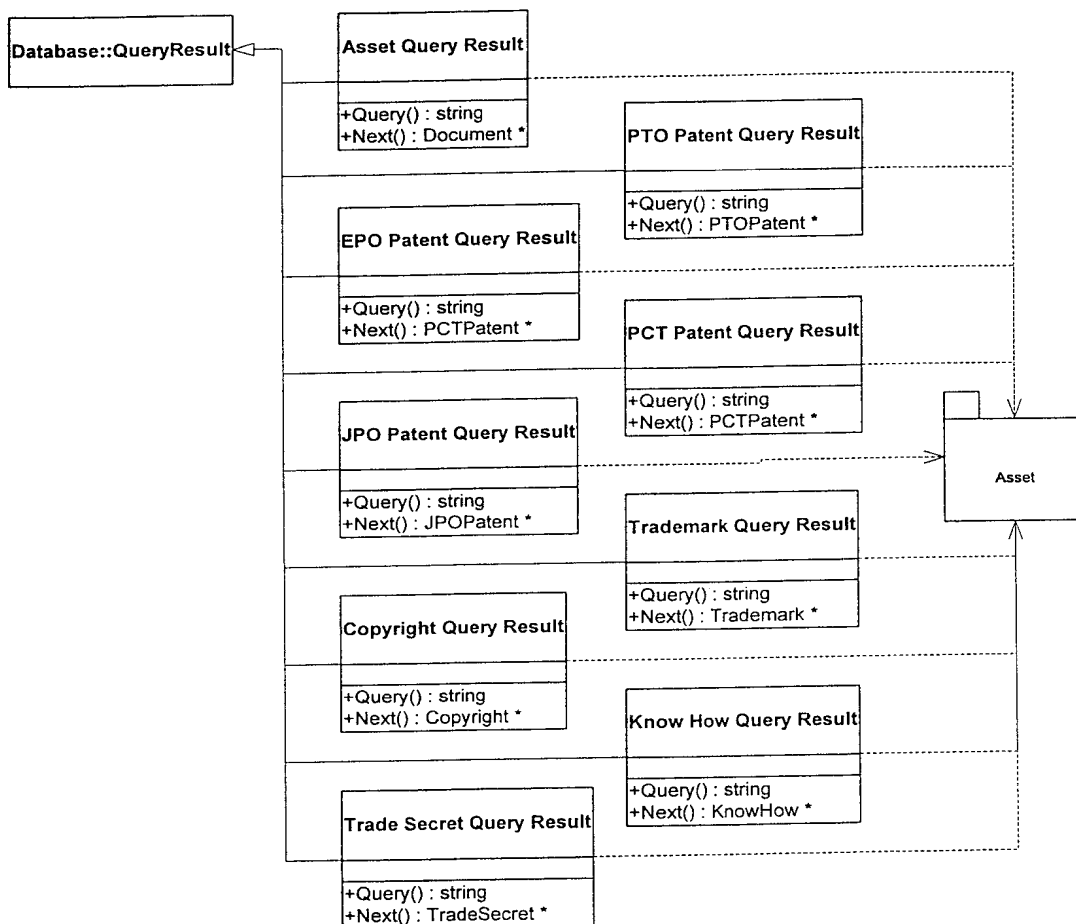 Database::QueryResult
Asset Query Result
+Query() : string
+Next() : Document *
PTO Patent Query Result
+Query() : string
+Next() : PTOPatent *
EPO Patent Query Result
+Query() : string
+Next() : PCTPatent *
PCT Patent Query Result
+Query() : string
+Next() : PCTPatent *
JPO Patent Query Result
+Query() : string
+Next() : JPOPatent *
Asset
Trademark Query Result
+Query() : string
+Next() : Trademark *
Copyright Query Result
+Query() : string
+Next() : Copyright *
Know How Query Result
+Query() : string
+Next() : KnowHow *
Trade Secret Query Result
+Query() : string
+Next() : TradeSecret *